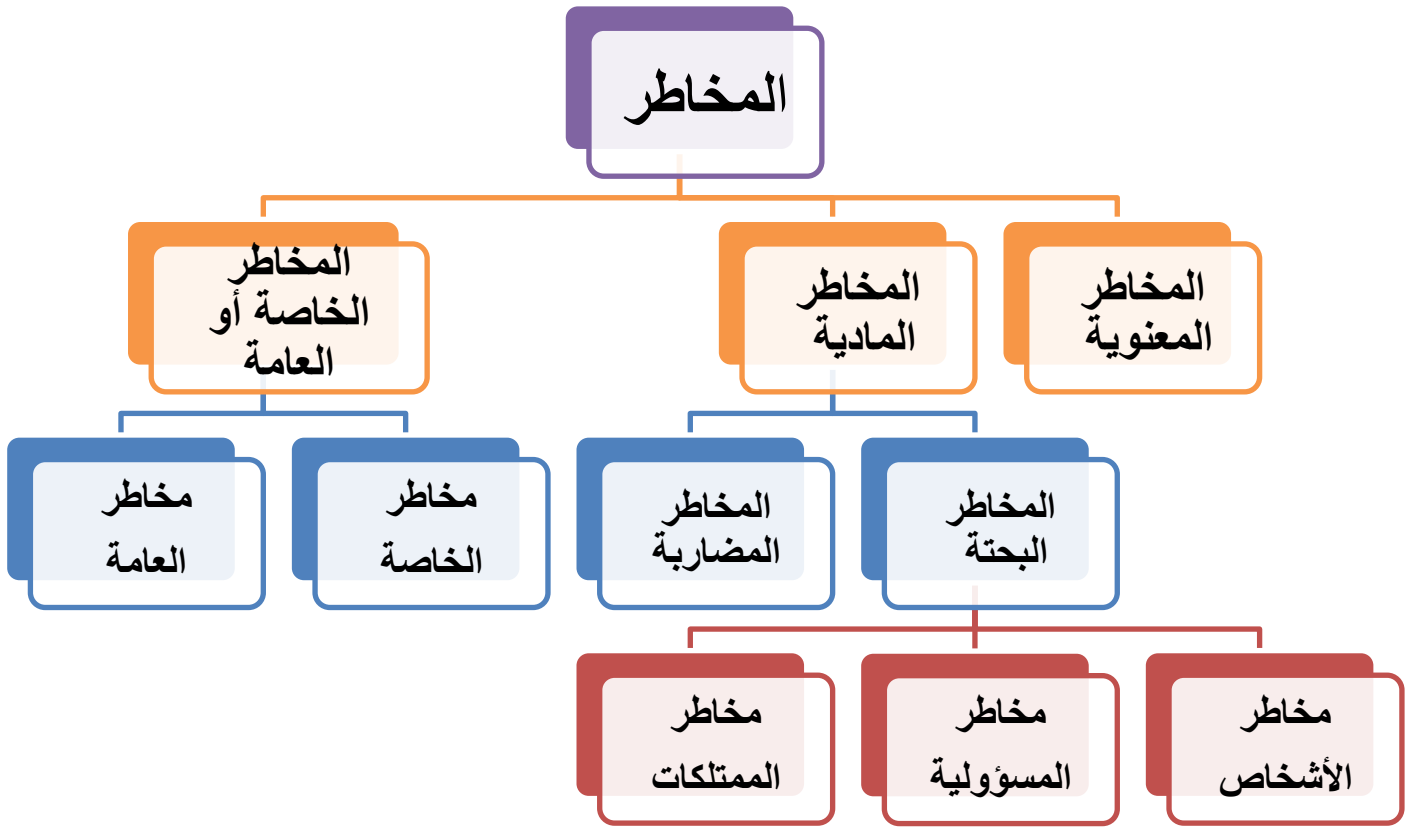 المخاطر
المخاطر
المعنوية
المخاطر
المادية
المخاطر
الخاصة أو
العامة
المخاطر
البحتة
المخاطر
المضاربة
مخاطر
الخاصة
مخاطر
العامة
مخاطر
الأشخاص
مخاطر
المسؤولية
مخاطر
الممتلكات